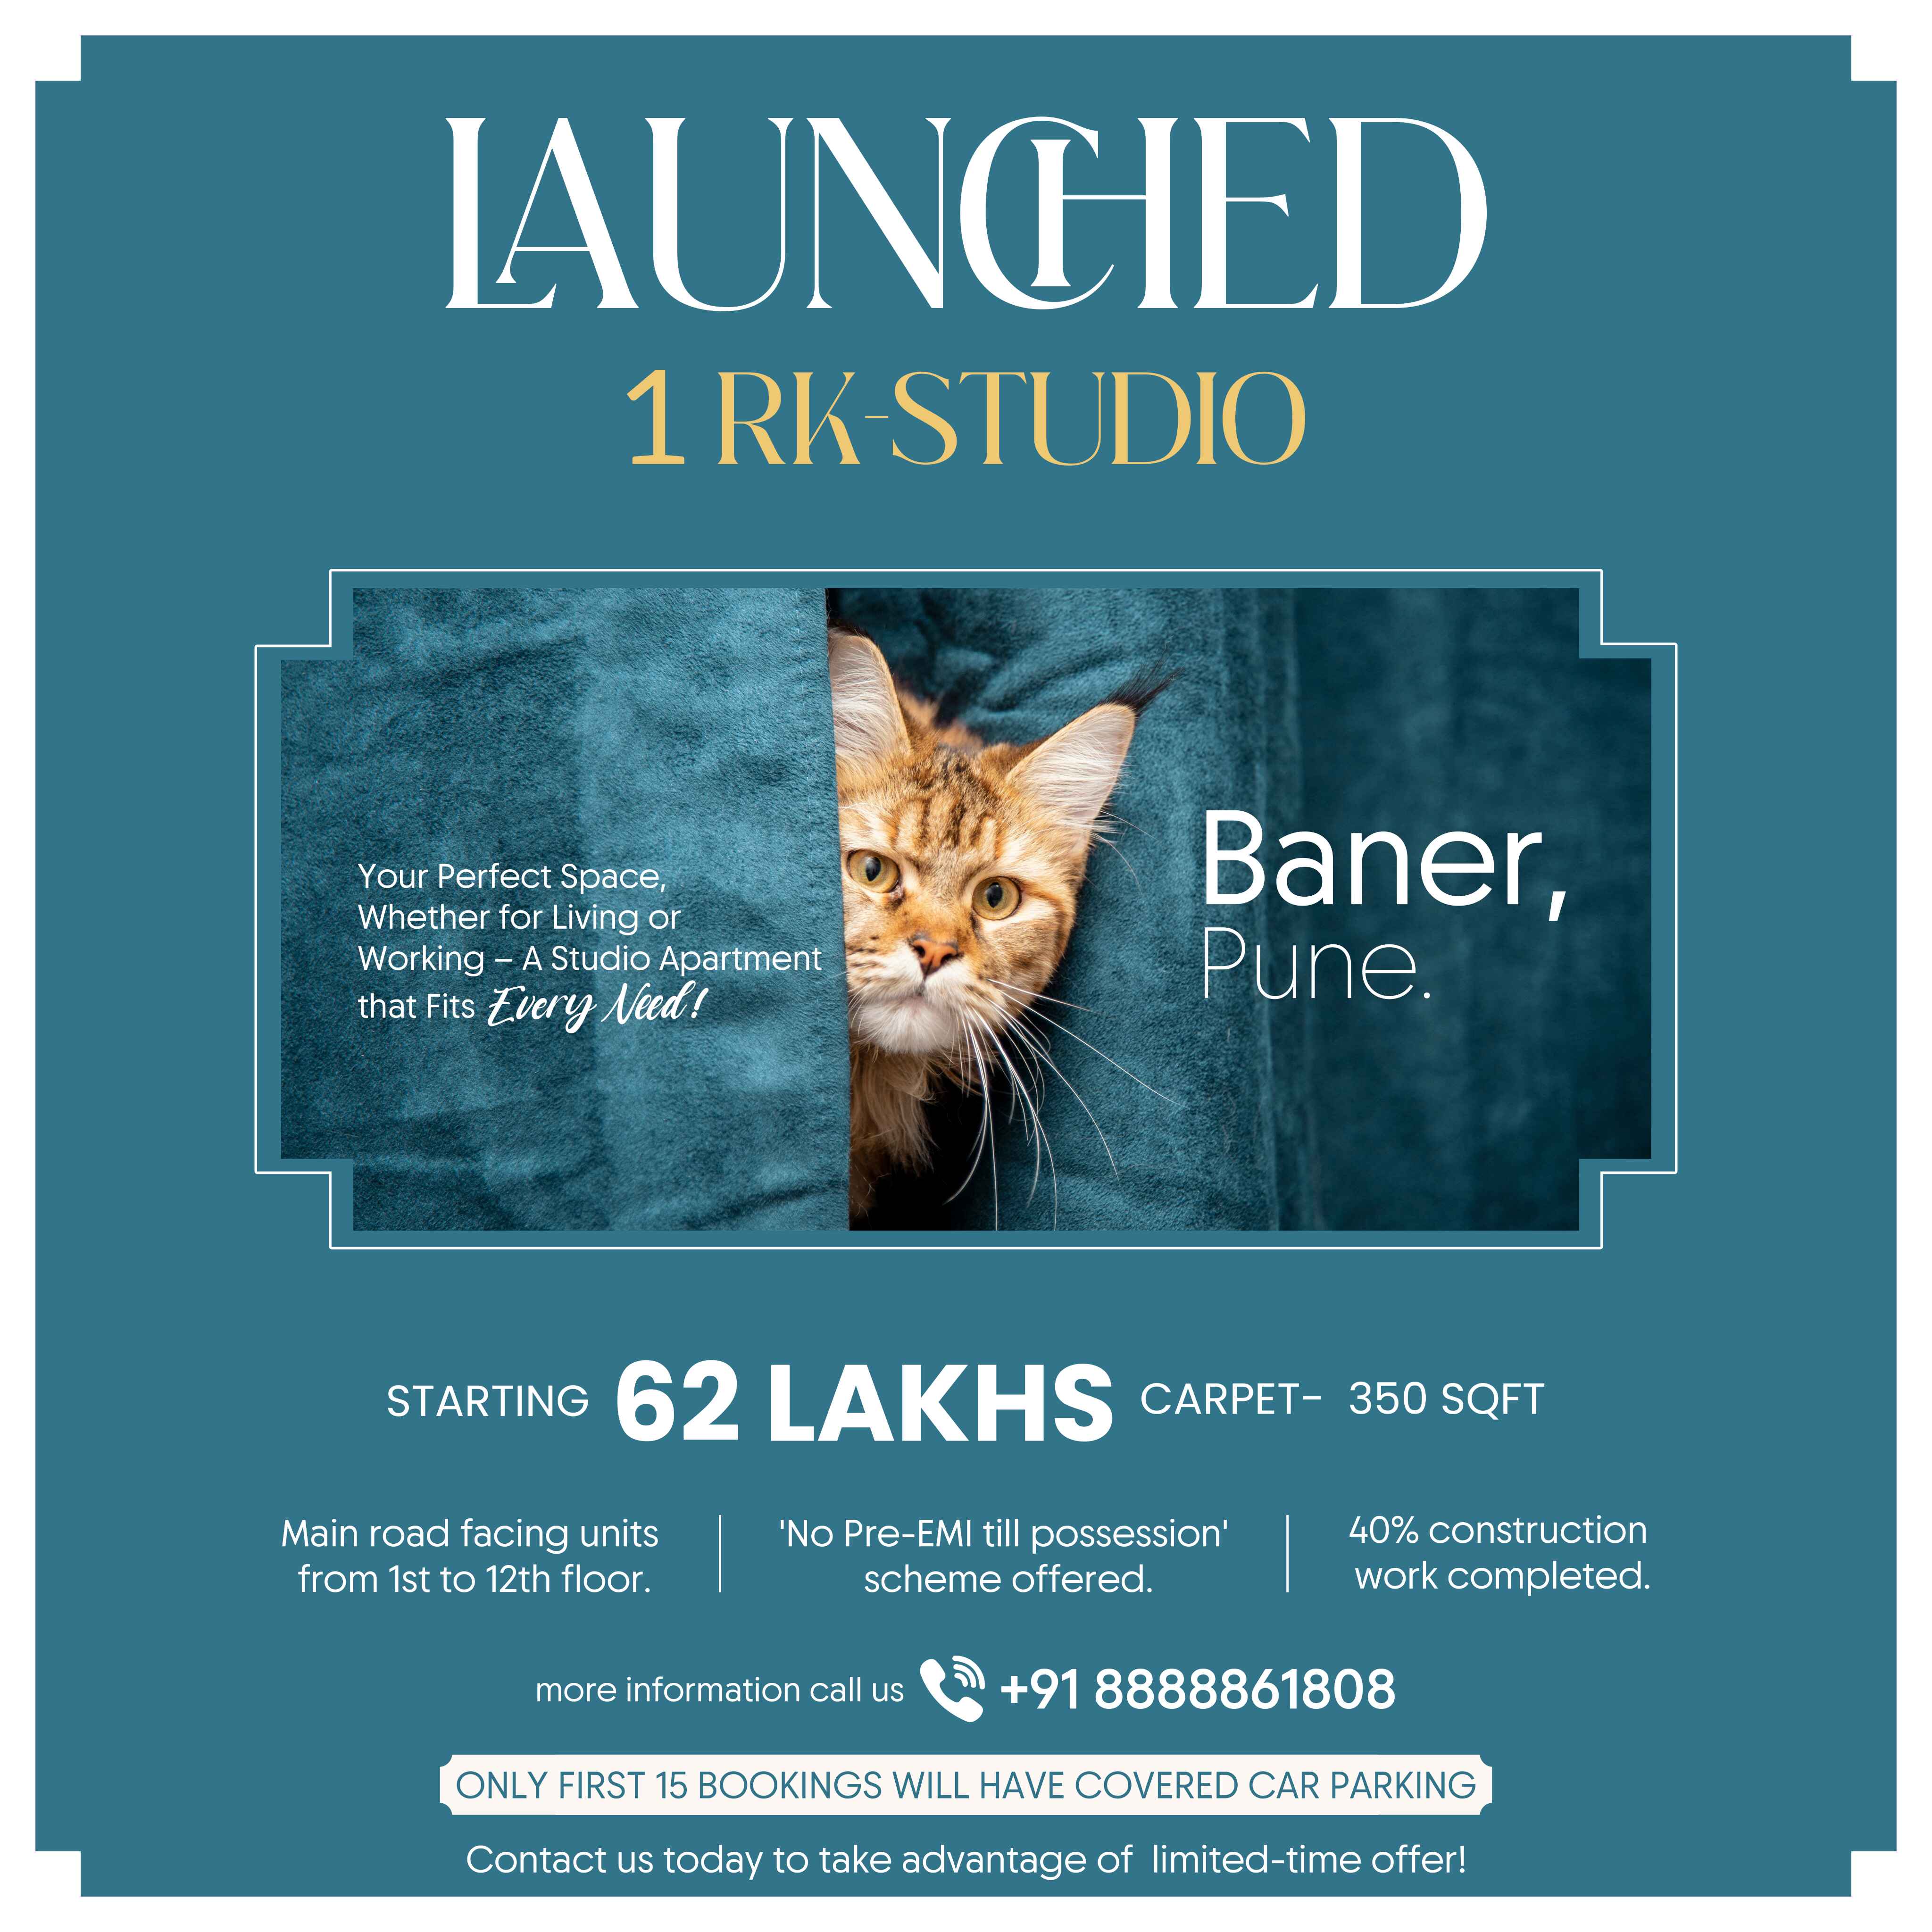 LAUNCHED
1 RK-STUDIO
Your Perfect Space,
Whether for Living or
Working – A Studio Apartment
that Fits Every Need!
Baner,
Pune.
STARTING 62 LAKHS CARPET- 350 SQFT
Main road facing units
from 1st to 12th floor.
'No Pre-EMI till possession'
scheme offered.
40% construction
work completed.
more information call us +91 8888861808
ONLY FIRST 15 BOOKINGS WILL HAVE COVERED CAR PARKING
Contact us today to take advantage of limited-time offer!